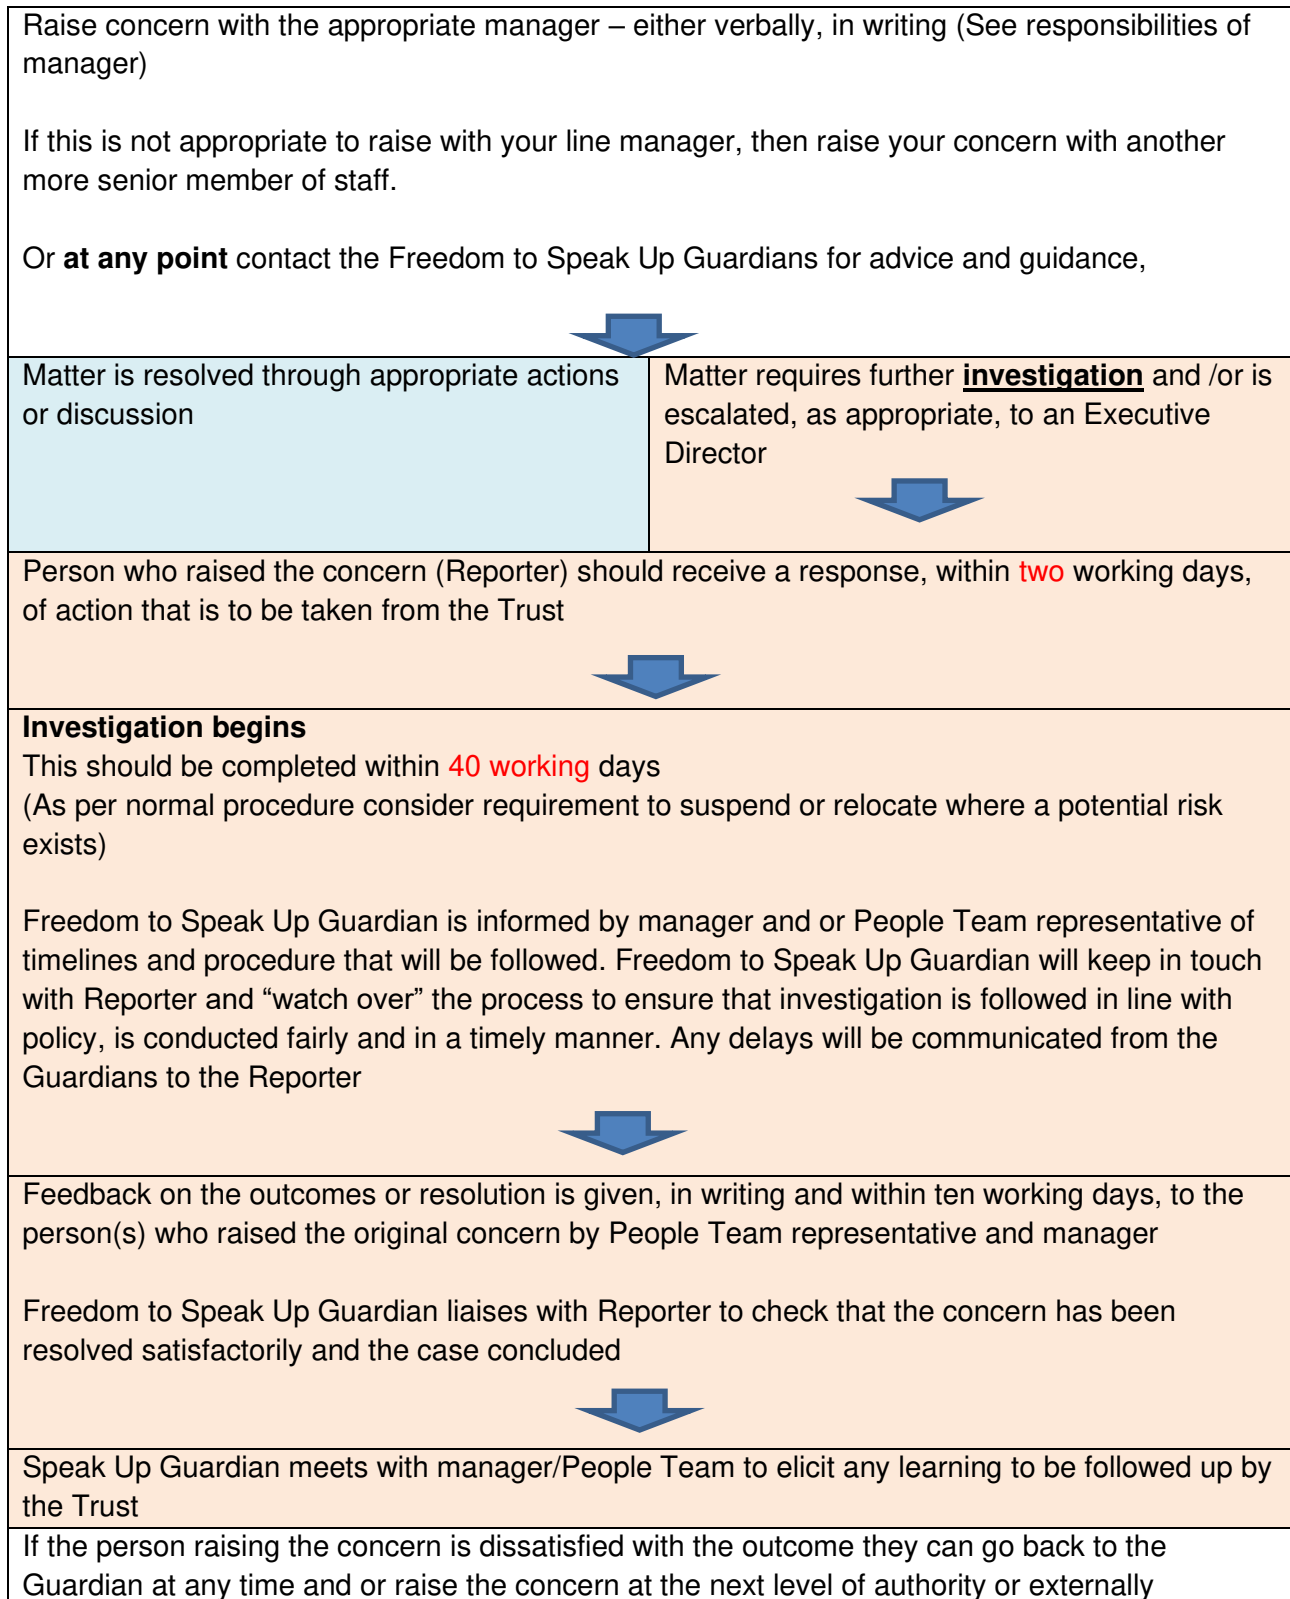 Raise concern with the appropriate manager – either verbally, in writing (See responsibilities of
manager)
If this is not appropriate to raise with your line manager, then raise your concern with another
more senior member of staff.
Or at any point contact the Freedom to Speak Up Guardians for advice and guidance,
Matter is resolved through appropriate actions
or discussion
Matter requires further investigation and /or is
escalated, as appropriate, to an Executive
Director
Person who raised the concern (Reporter) should receive a response, within two working days,
of action that is to be taken from the Trust
Investigation begins
This should be completed within 40 working days
(As per normal procedure consider requirement to suspend or relocate where a potential risk
exists)
Freedom to Speak Up Guardian is informed by manager and or People Team representative of
timelines and procedure that will be followed. Freedom to Speak Up Guardian will keep in touch
with Reporter and “watch over” the process to ensure that investigation is followed in line with
policy, is conducted fairly and in a timely manner. Any delays will be communicated from the
Guardians to the Reporter
Feedback on the outcomes or resolution is given, in writing and within ten working days, to the
person(s) who raised the original concern by People Team representative and manager
Freedom to Speak Up Guardian liaises with Reporter to check that the concern has been
resolved satisfactorily and the case concluded
Speak Up Guardian meets with manager/People Team to elicit any learning to be followed up by
the Trust
If the person raising the concern is dissatisfied with the outcome they can go back to the
Guardian at any time and or raise the concern at the next level of authority or externally